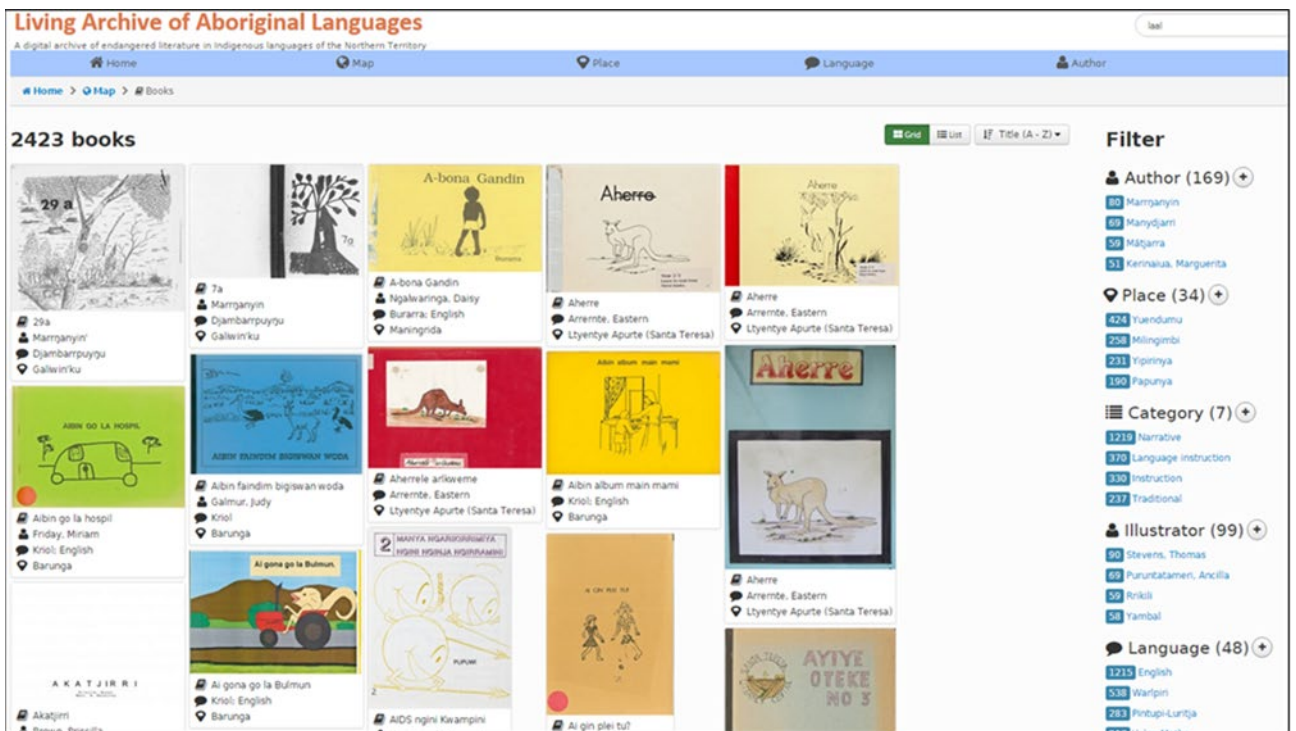 Living Archive of Aboriginal Languages
A digital archive of endangered literature in Indigenous languages of the Northern Territory
laal
Home
Map
Place
Language
Author
Home > Map > Books
2423 books
Grid
List
Title (A - Z)
29 a
29a
Marrŋanyin'
Djambarrpuyŋu
Galiwin'ku
AIBIN GO LA HOSPIL
Aibin go la hospil
Friday, Miriam
Kriol; English
Barunga
AKATJIRRI
Akatjirri
7a
7a
Marrŋanyin
Djambarrpuyŋu
Galiwin'ku
AIBIN FAINDIM BIGISWAN WODA
Aibin faindim bigiswan woda
Galmur, Judy
Kriol
Barunga
Ai gona go la Bulmun.
Ai gona go la Bulmun
Kriol; English
Barunga
A-bona Gandin
Burarra
A-bona Gandin
Ngalwaringa, Daisy
Burarra; English
Maningrida
Aherrele arlkweme
Arrernte, Eastern
Ltyentye Apurte (Santa Teresa)
2
PUPUWI
2
AIDS ngini Kwampini
Aherre
Aherre
Arrernte, Eastern
Ltyentye Apurte (Santa Teresa)
Aibin album main mami
Aibin album main mami
Kriol; English
Barunga
AI GIN PLEI TU?
Ai gin plei tu?
Aherre
Aherre
Arrernte, Eastern
Ltyentye Apurte (Santa Teresa)
Aherre
Aherre
Arrernte, Eastern
Ltyentye Apurte (Santa Teresa)
AYIYE
OTEKE
NO 3
Filter
Author (169)
80 Marrŋanyin
69 Manydjarri
59 Mätjarra
51 Kerinaiua, Marguerita
Place (34)
424 Yuendumu
258 Milingimbi
231 Yipirinya
190 Papunya
Category (7)
1219 Narrative
370 Language instruction
330 Instruction
237 Traditional
Illustrator (99)
90 Stevens, Thomas
69 Puruntatameri, Ancilla
59 Rrikili
58 Yambal
Language (48)
1215 English
538 Warlpiri
283 Pintupi-Luritja